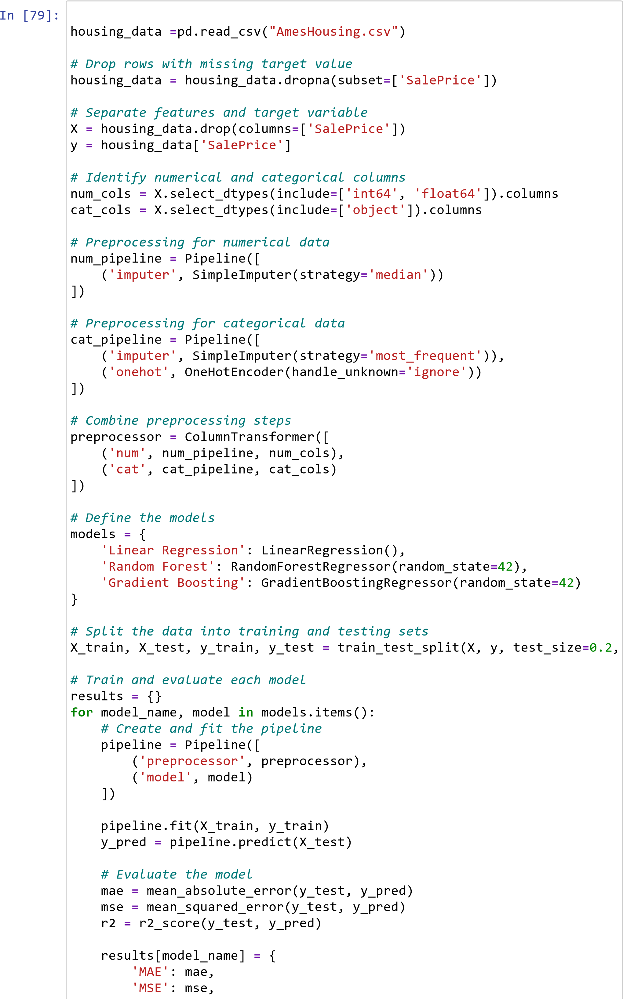 In [79]:
housing_data =pd.read_csv("AmesHousing.csv")
# Drop rows with missing target value
housing_data = housing_data.dropna(subset=['SalePrice'])
# Separate features and target variable
X = housing_data.drop(columns=['SalePrice'])
y = housing_data['SalePrice']
# Identify numerical and categorical columns
num_cols = X.select_dtypes(include=['int64', 'float64']).columns
cat_cols = X.select_dtypes(include=['object']).columns
# Preprocessing for numerical data
num_pipeline = Pipeline([
    ('imputer', SimpleImputer(strategy='median'))
])
# Preprocessing for categorical data
cat_pipeline = Pipeline([
    ('imputer', SimpleImputer(strategy='most_frequent')),
    ('onehot', OneHotEncoder(handle_unknown='ignore'))
])
# Combine preprocessing steps
preprocessor = ColumnTransformer([
    ('num', num_pipeline, num_cols),
    ('cat', cat_pipeline, cat_cols)
])
# Define the models
models = {
    'Linear Regression': LinearRegression(),
    'Random Forest': RandomForestRegressor(random_state=42),
    'Gradient Boosting': GradientBoostingRegressor(random_state=42)
}
# Split the data into training and testing sets
X_train, X_test, y_train, y_test = train_test_split(X, y, test_size=0.2,
# Train and evaluate each model
results = {}
for model_name, model in models.items():
    # Create and fit the pipeline
    pipeline = Pipeline([
        ('preprocessor', preprocessor),
        ('model', model)
    ])
    pipeline.fit(X_train, y_train)
    y_pred = pipeline.predict(X_test)
    # Evaluate the model
    mae = mean_absolute_error(y_test, y_pred)
    mse = mean_squared_error(y_test, y_pred)
    r2 = r2_score(y_test, y_pred)
    results[model_name] = {
        'MAE': mae,
        'MSE': mse,